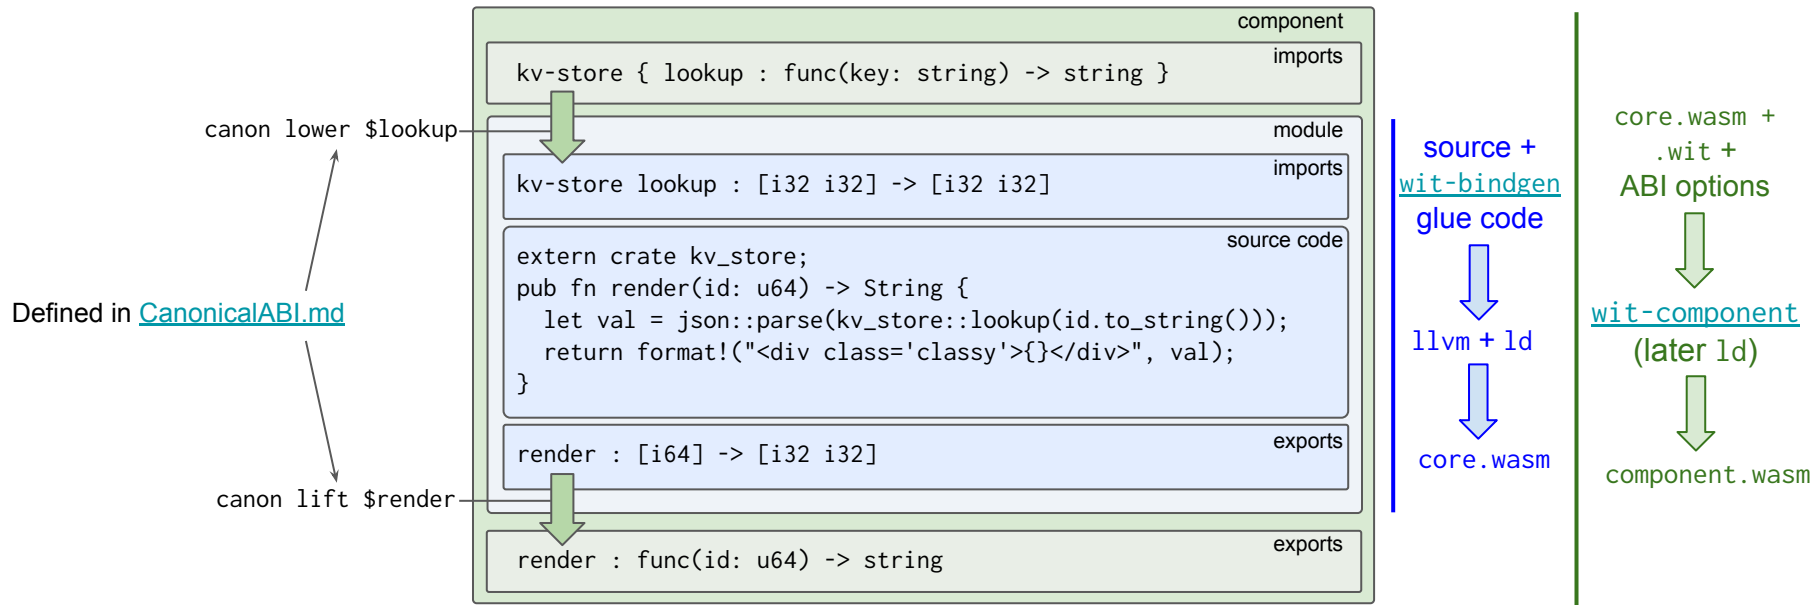 component
imports
kv-store { lookup : func(key: string) -> string }
canon lower $lookup
module
imports
kv-store lookup : [i32 i32] -> [i32 i32]
source code
extern crate kv_store;
pub fn render(id: u64) -> String {
  let val = json::parse(kv_store::lookup(id.to_string()));
  return format!("<div class='classy'>{}</div>", val);
}
Defined in CanonicalABI.md
exports
render : [i64] -> [i32 i32]
canon lift $render
exports
render : func(id: u64) -> string
source +
wit-bindgen
glue code
llvm + ld
core.wasm
core.wasm +
.wit +
ABI options
wit-component
(later ld)
component.wasm